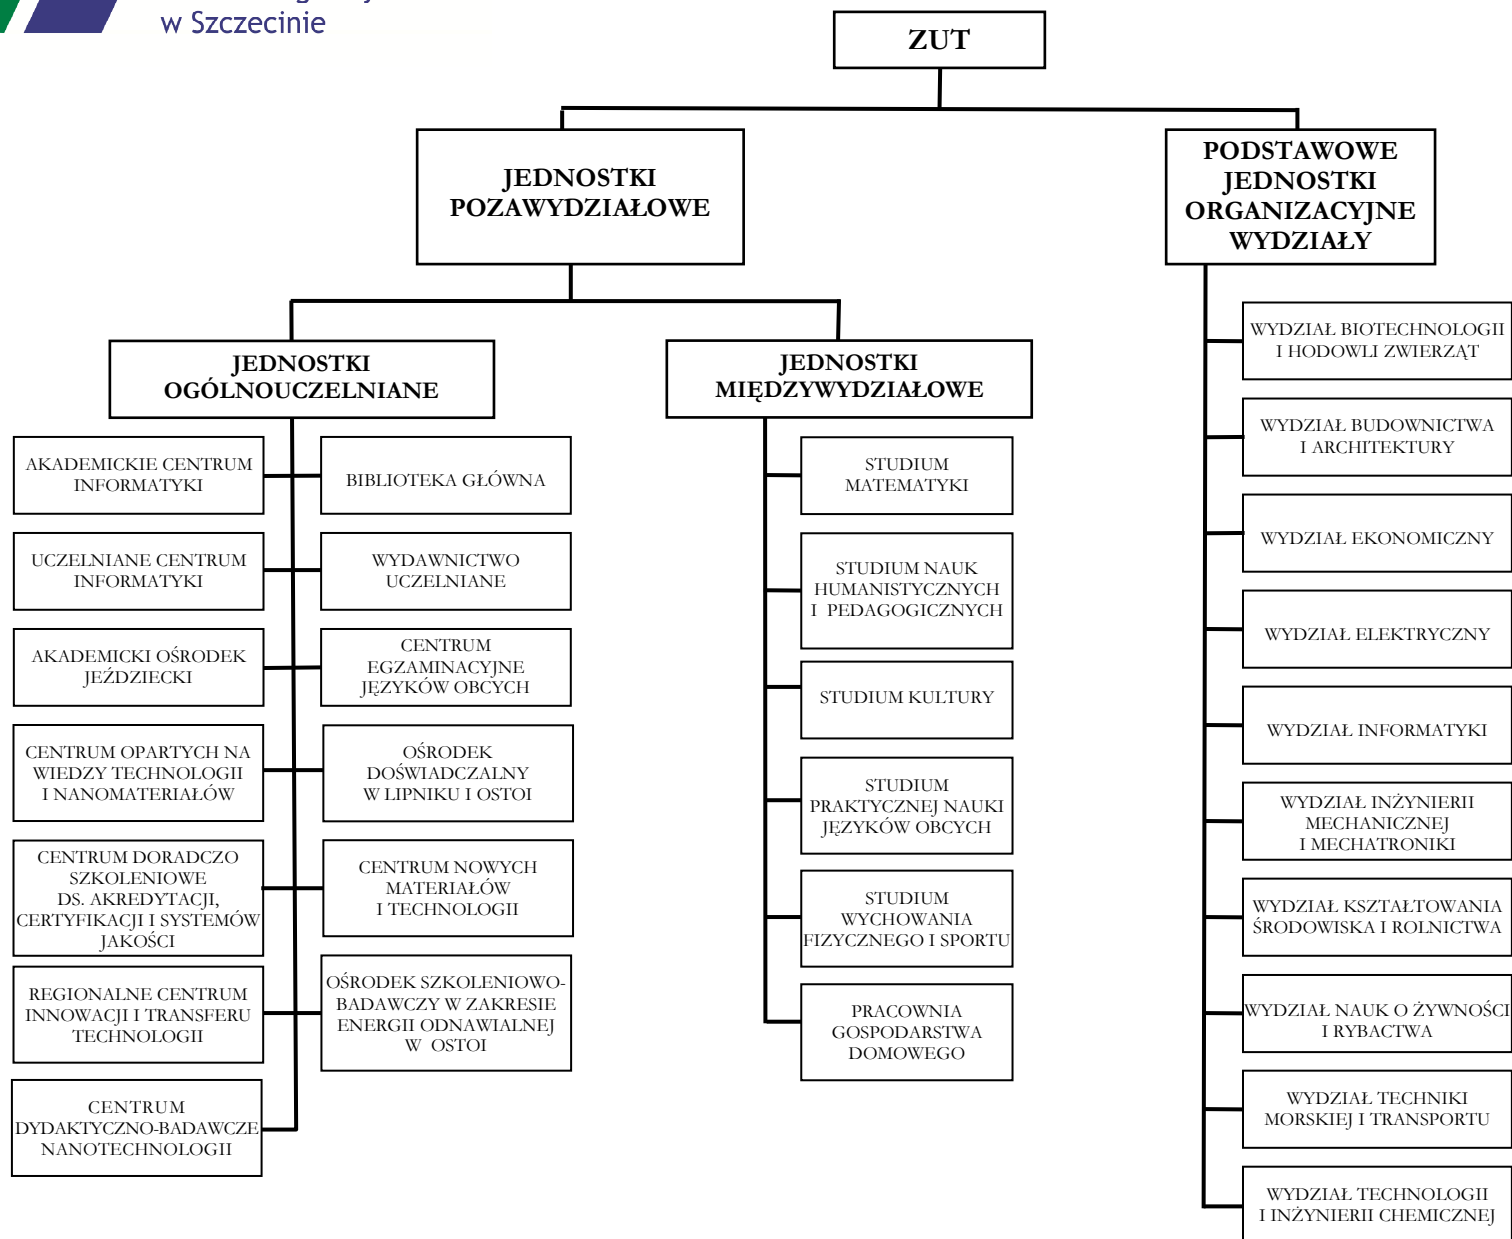 w Szczecinie
ZUT
JEDNOSTKI
POZAWYDZIAŁOWE
PODSTAWOWE
JEDNOSTKI
ORGANIZACYJNE
WYDZIAŁY
JEDNOSTKI
OGÓLNOUCZELNIANE
JEDNOSTKI
MIĘDZYWYDZIAŁOWE
AKADEMICKIE CENTRUM
INFORMATYKI
BIBLIOTEKA GŁÓWNA
UCZELNIANE CENTRUM
INFORMATYKI
WYDAWNICTWO
UCZELNIANE
AKADEMICKI OŚRODEK
JEŹDZIECKI
CENTRUM
EGZAMINACYJNE
JĘZYKÓW OBCYCH
CENTRUM OPARTYCH NA
WIEDZY TECHNOLOGII
I NANOMATERIAŁÓW
OŚRODEK
DOŚWIADCZALNY
W LIPNIKU I OSTOI
CENTRUM DORADCZO
SZKOLENIOWE
DS. AKREDYTACJI,
CERTYFIKACJI I SYSTEMÓW
JAKOŚCI
CENTRUM NOWYCH
MATERIAŁÓW
I TECHNOLOGII
REGIONALNE CENTRUM
INNOWACJI I TRANSFERU
TECHNOLOGII
OŚRODEK SZKOLENIOWO-
BADAWCZY W ZAKRESIE
ENERGII ODNAWIALNEJ
W OSTOI
CENTRUM
DYDAKTYCZNO-BADAWCZE
NANOTECHNOLOGII
STUDIUM
MATEMATYKI
STUDIUM NAUK
HUMANISTYCZNYCH
I PEDAGOGICZNYCH
STUDIUM KULTURY
STUDIUM
PRAKTYCZNEJ NAUKI
JĘZYKÓW OBCYCH
STUDIUM
WYCHOWANIA
FIZYCZNEGO I SPORTU
PRACOWNIA
GOSPODARSTWA
DOMOWEGO
WYDZIAŁ BIOTECHNOLOGII
I HODOWLI ZWIERZĄT
WYDZIAŁ BUDOWNICTWA
I ARCHITEKTURY
WYDZIAŁ EKONOMICZNY
WYDZIAŁ ELEKTRYCZNY
WYDZIAŁ INFORMATYKI
WYDZIAŁ INŻYNIERII
MECHANICZNEJ
I MECHATRONIKI
WYDZIAŁ KSZTAŁTOWANIA
ŚRODOWISKA I ROLNICTWA
WYDZIAŁ NAUK O ŻYWNOŚCI
I RYBACTWA
WYDZIAŁ TECHNIKI
MORSKIEJ I TRANSPORTU
WYDZIAŁ TECHNOLOGII
I INŻYNIERII CHEMICZNEJ